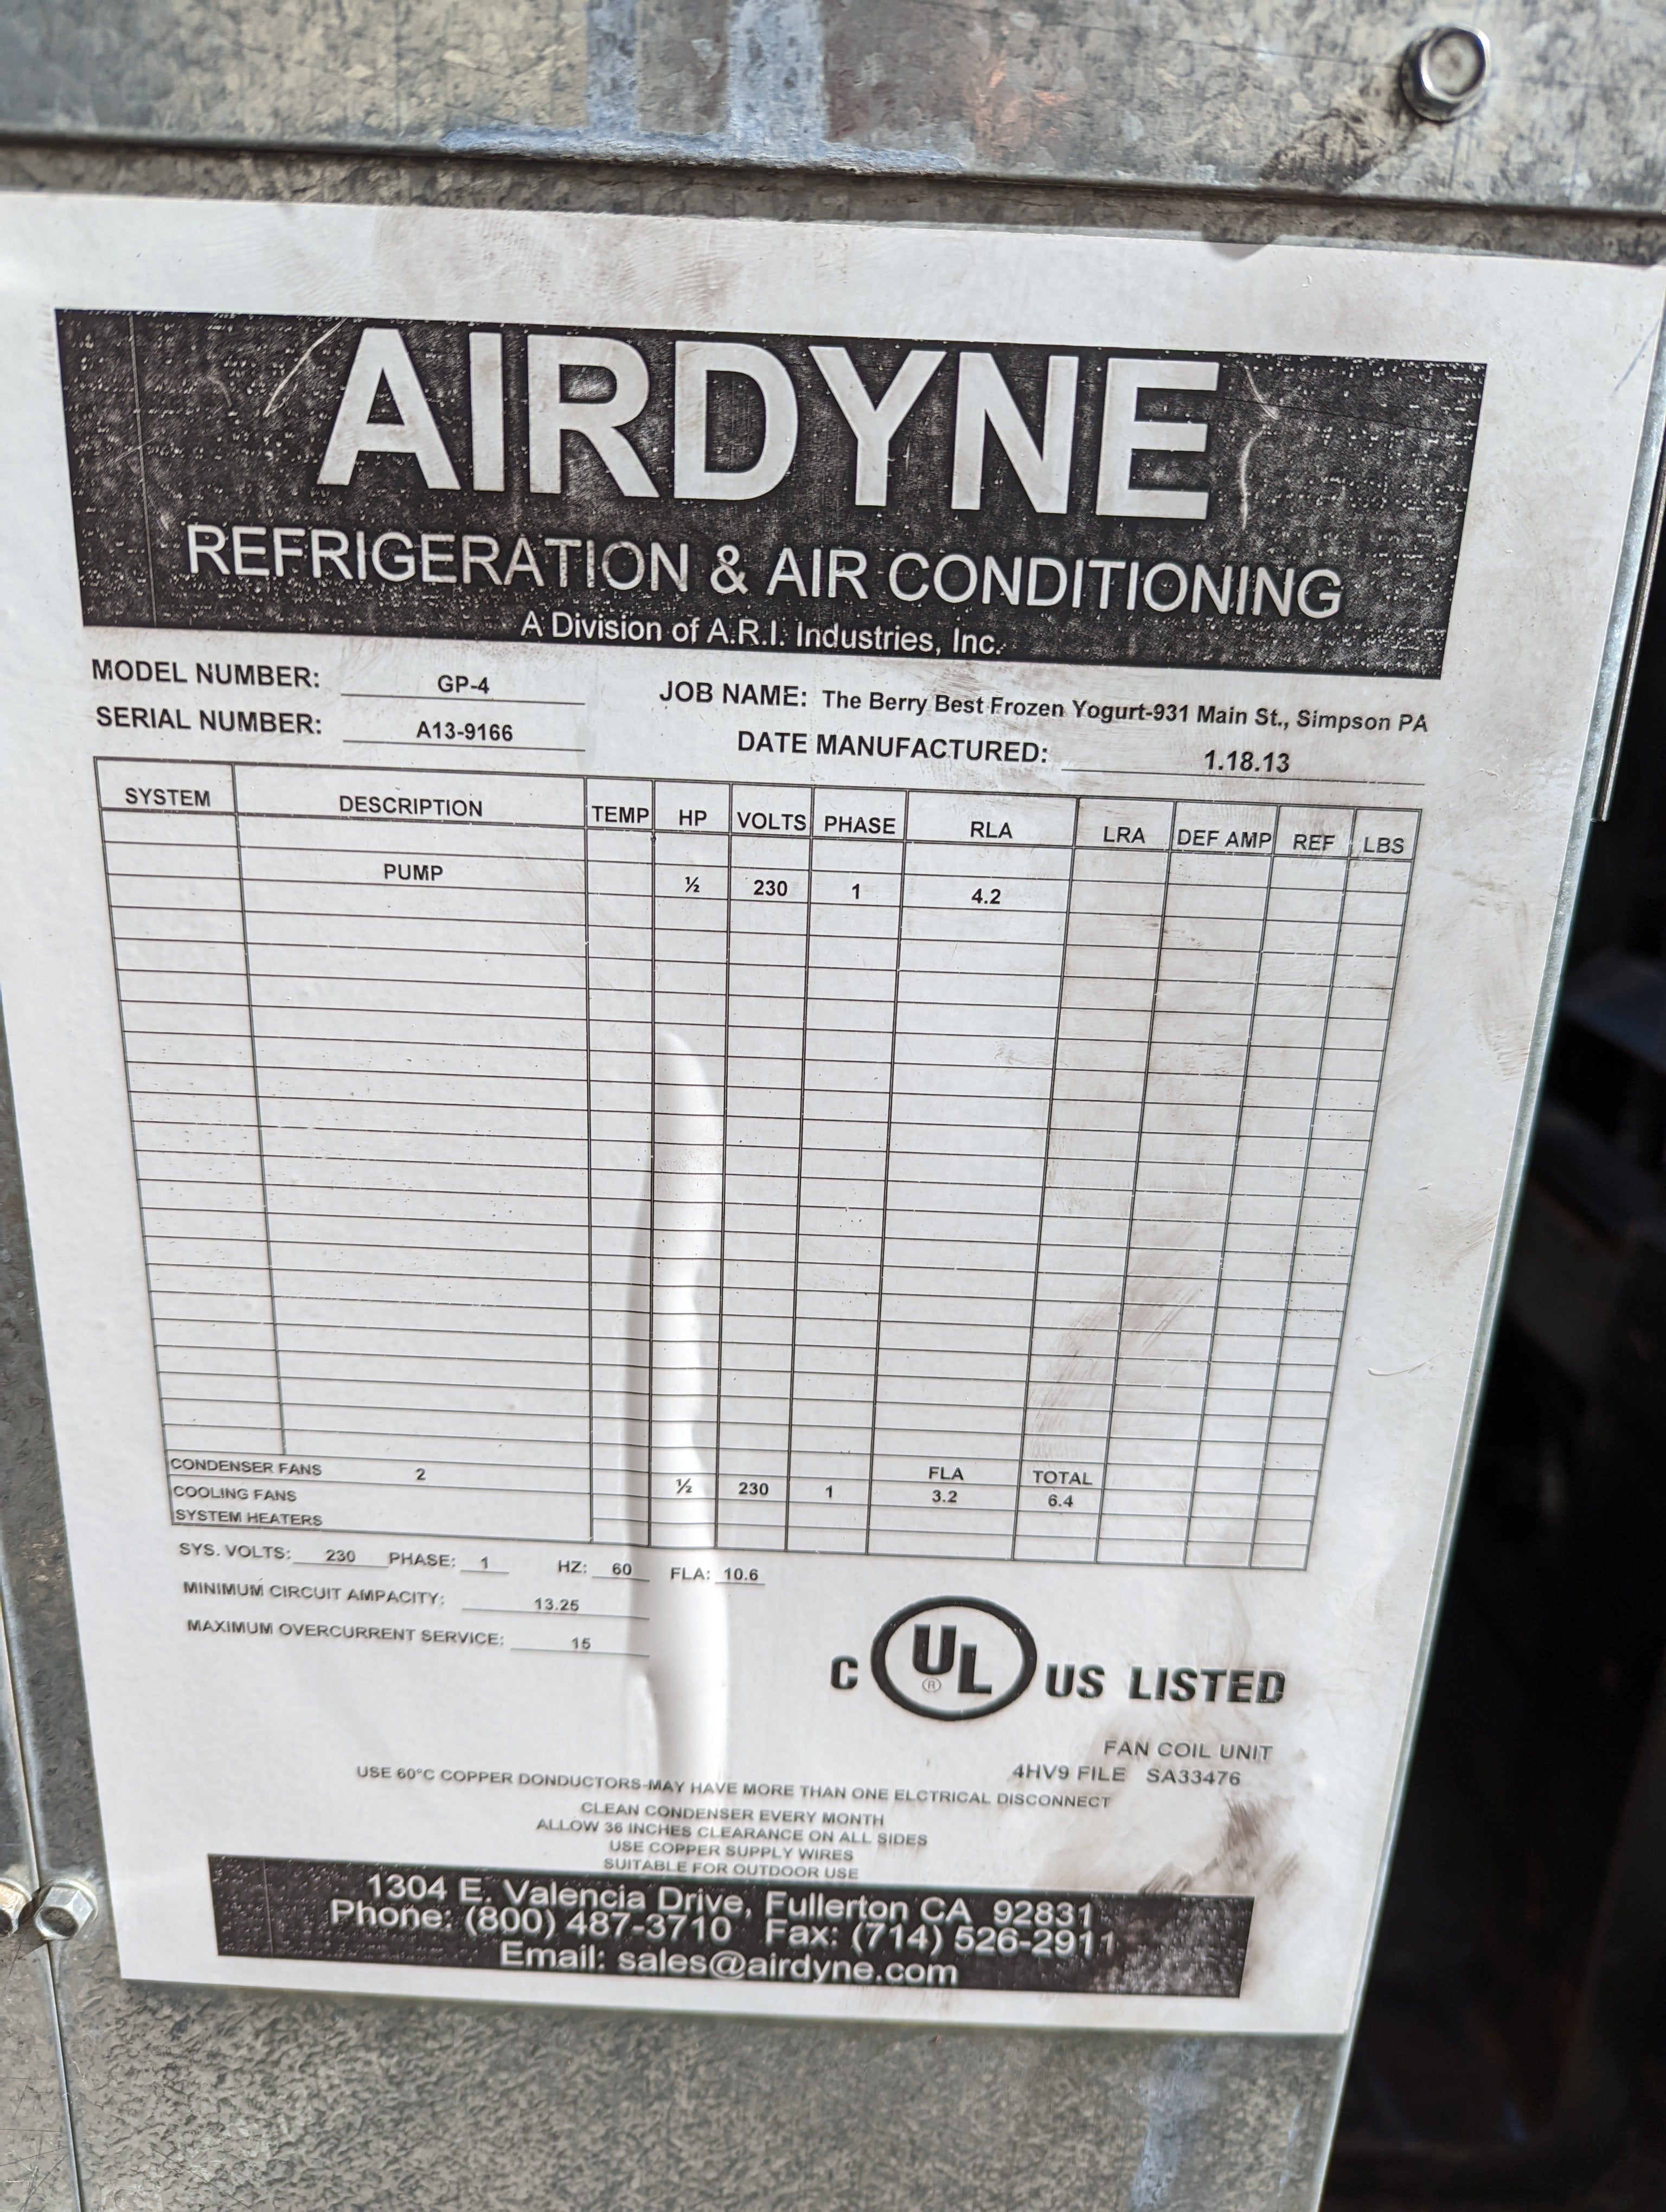 AIRDYNE
REFRIGERATION & AIR CONDITIONING
A Division of A.R.I. Industries, Inc.
MODEL NUMBER: GP-4 JOB NAME: The Berry Best Frozen Yogurt-931 Main St., Simpson PA
SERIAL NUMBER: A13-9166 DATE MANUFACTURED: 1.18.13
SYSTEM DESCRIPTION TEMP HP VOLTS PHASE RLA LRA DEF AMP REF LBS
PUMP ½ 230 1 4.2
FLA TOTAL
CONDENSER FANS 2 ½ 230 1 3.2 6.4
COOLING FANS
SYSTEM HEATERS
SYS. VOLTS: 230 PHASE: 1 HZ: 60 FLA: 10.6
MINIMUM CIRCUIT AMPACITY: 13.25
MAXIMUM OVERCURRENT SERVICE: 15
C UL ® US LISTED
FAN COIL UNIT
4HV9 FILE SA33476
USE 60°C COPPER DONDUCTORS-MAY HAVE MORE THAN ONE ELCTRICAL DISCONNECT
CLEAN CONDENSER EVERY MONTH
ALLOW 36 INCHES CLEARANCE ON ALL SIDES
USE COPPER SUPPLY WIRES
SUITABLE FOR OUTDOOR USE
1304 E. Valencia Drive, Fullerton CA 92831
Phone: (800) 487-3710 Fax: (714) 526-2911
Email: sales@airdyne.com